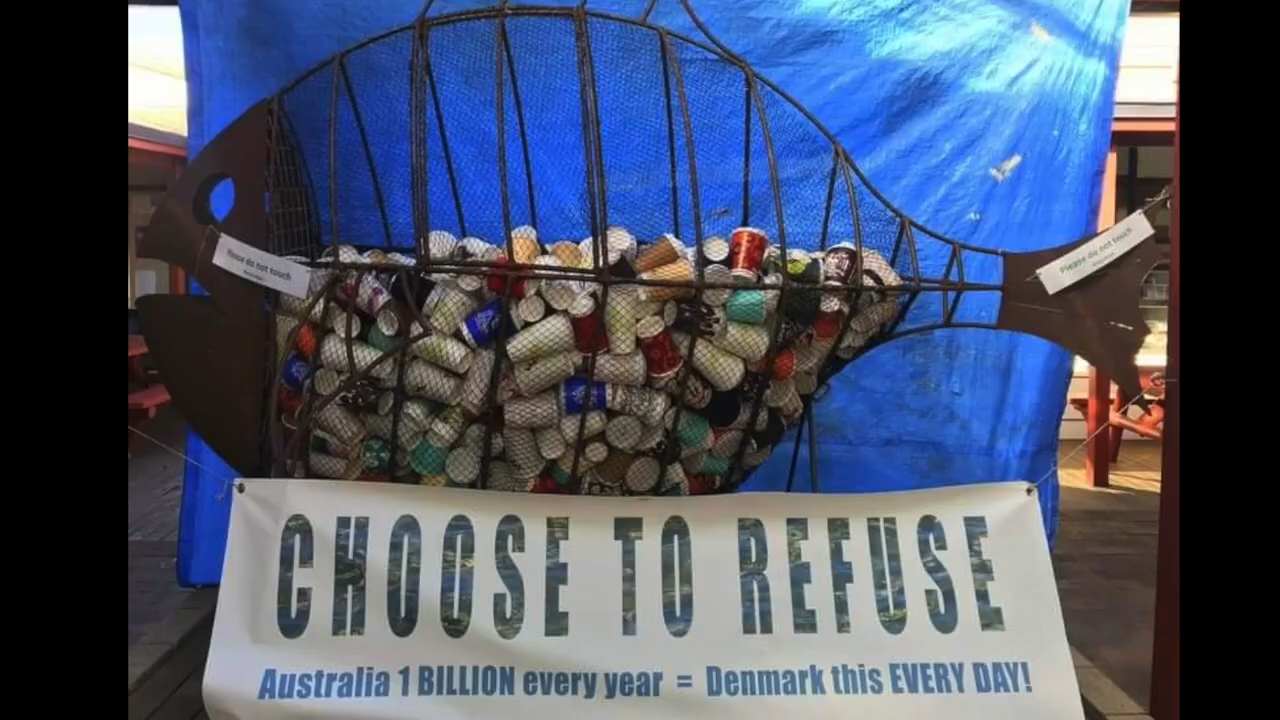 Please do not touch
Please do not touch
CHOOSE TO REFUSE
Australia 1 BILLION every year = Denmark this EVERY DAY!